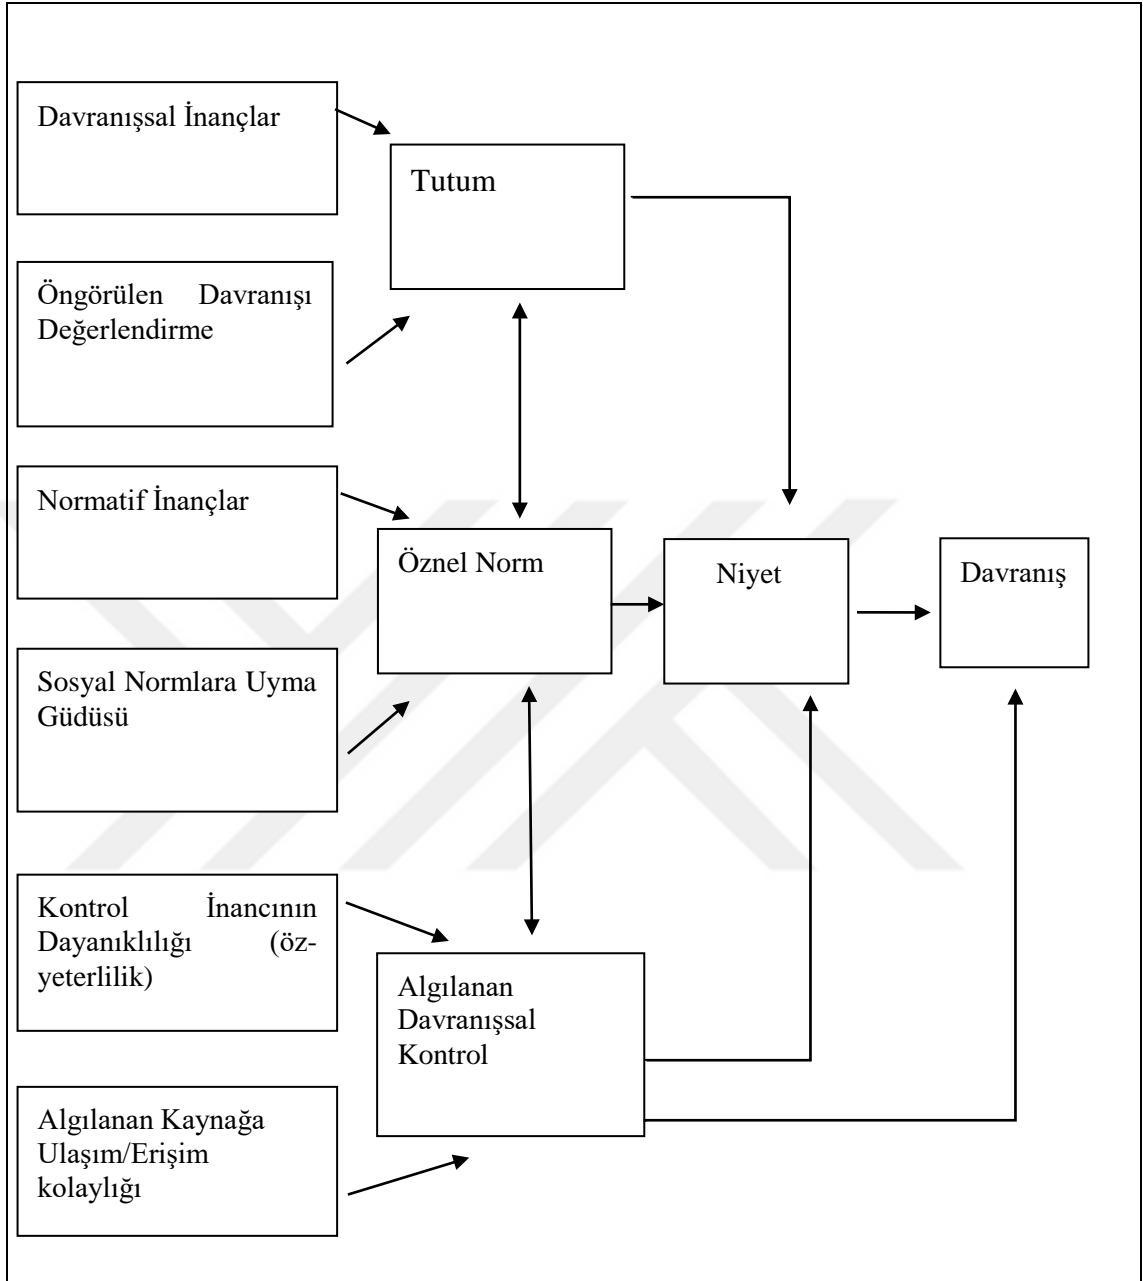 Davranışsal İnançlar
Tutum
Öngörülen Davranışı
Değerlendirme
Normatif İnançlar
Öznel Norm
Niyet
Davranış
Sosyal Normlara Uyma
Güdüsü
Kontrol İnancının
Dayanıklılığı (öz-
yeterlilik)
Algılanan
Davranışsal
Kontrol
Algılanan Kaynağa
Ulaşım/Erişim
kolaylığı